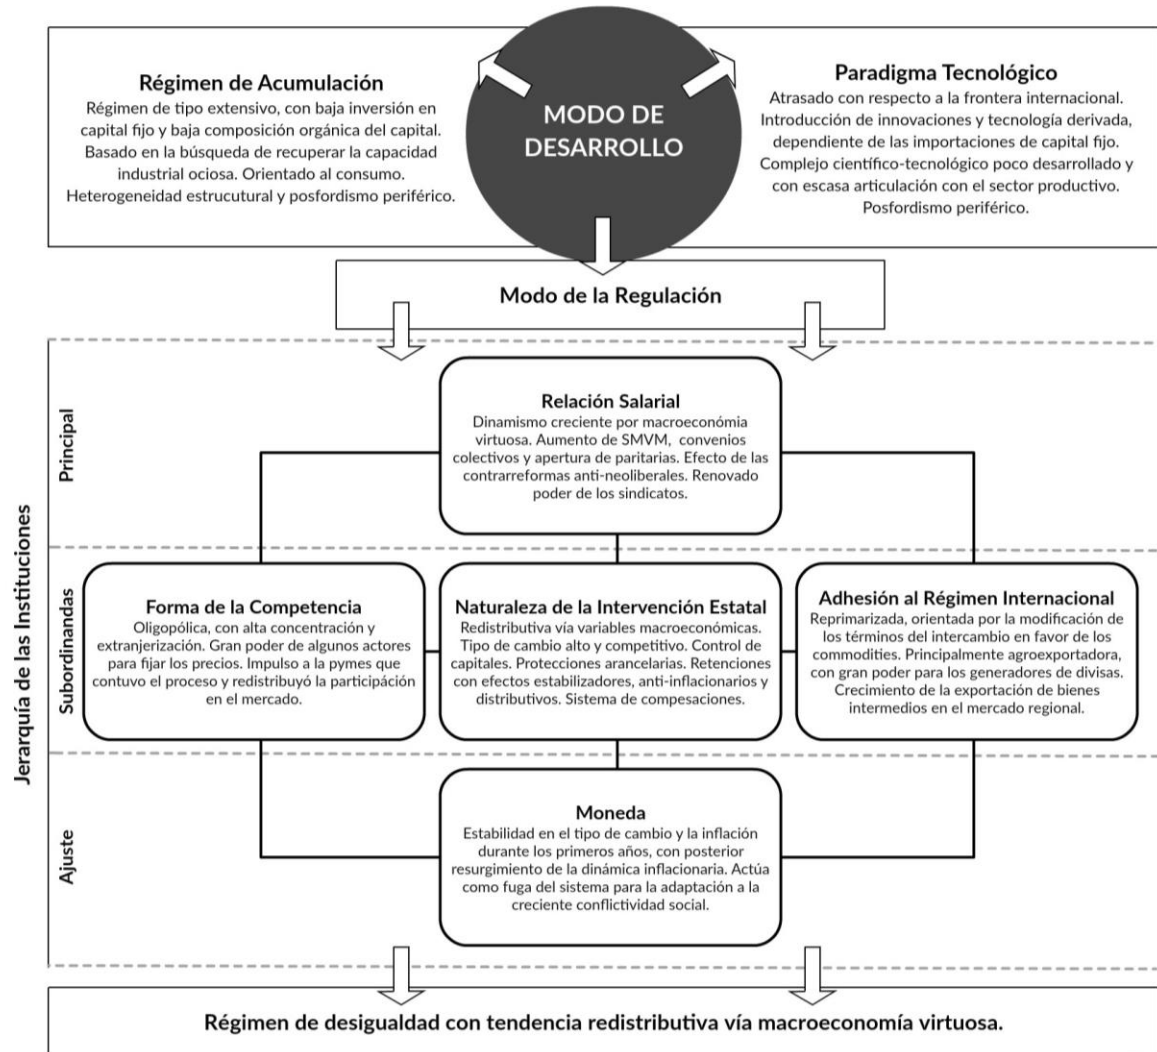 Régimen de Acumulación
Régimen de tipo extensivo, con baja inversión en
capital fijo y baja composición orgánica del capital.
Basado en la búsqueda de recuperar la capacidad
industrial ociosa. Orientado al consumo.
Heterogeneidad estrucutural y posfordismo periférico.
MODO DE
DESARROLLO
Paradigma Tecnológico
Atrasado con respecto a la frontera internacional.
Introducción de innovaciones y tecnología derivada,
dependiente de las importaciones de capital fijo.
Complejo científico-tecnológico poco desarrollado y
con escasa articulación con el sector productivo.
Posfordismo periférico.
Modo de la Regulación
Jerarquía de las Instituciones
Principal
Relación Salarial
Dinamismo creciente por macroeconómia
virtuosa. Aumento de SMVM, convenios
colectivos y apertura de paritarias. Efecto de las
contrarreformas anti-neoliberales. Renovado
poder de los sindicatos.
Subordinandas
Forma de la Competencia
Oligopólica, con alta concentración y
extranjerización. Gran poder de algunos actores
para fijar los precios. Impulso a la pymes que
contuvo el proceso y redistribuyó la participáción
en el mercado.
Naturaleza de la Intervención Estatal
Redistributiva vía variables macroeconómicas.
Tipo de cambio alto y competitivo. Control de
capitales. Protecciones arancelarias. Retenciones
con efectos estabilizadores, anti-inflacionarios y
distributivos. Sistema de compesaciones.
Adhesión al Régimen Internacional
Reprimarizada, orientada por la modificación de
los términos del intercambio en favor de los
commodities. Principalmente agroexportadora,
con gran poder para los generadores de divisas.
Crecimiento de la exportación de bienes
intermedios en el mercado regional.
Ajuste
Moneda
Estabilidad en el tipo de cambio y la inflación
durante los primeros años, con posterior
resurgimiento de la dinámica inflacionaria. Actúa
como fuga del sistema para la adaptación a la
creciente conflictividad social.
Régimen de desigualdad con tendencia redistributiva vía macroeconomía virtuosa.